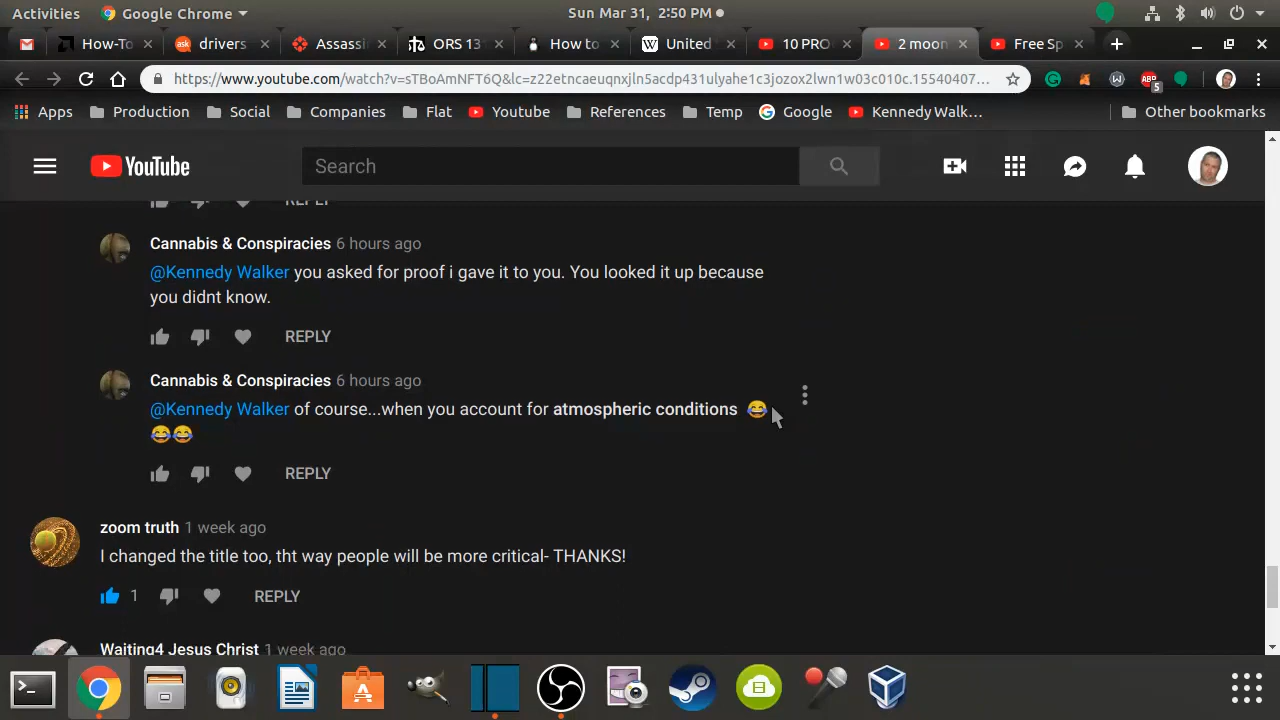 Activities
Google Chrome
Sun Mar 31, 2:50 PM
How-To
drivers
Assassi
ORS 13
How to
United
10 PRO
2 moon
Free Sp
https://www.youtube.com/watch?v=sTBoAmNFT6Q&lc=z22etncaeuqnxjln5acdp431ulyahe1c3jozox2lwn1w03c010c.15540407...
ABP
5
Apps
Production
Social
Companies
Flat
Youtube
References
Temp
Google
Kennedy Walk...
Other bookmarks
YouTube
Search
REPLY
Cannabis & Conspiracies 6 hours ago
@Kennedy Walker you asked for proof i gave it to you. You looked it up because
you didnt know.
REPLY
Cannabis & Conspiracies 6 hours ago
@Kennedy Walker of course...when you account for atmospheric conditions 😂
😂😂
REPLY
zoom truth 1 week ago
I changed the title too, tht way people will be more critical- THANKS!
1
REPLY
Waiting4 Jesus Christ 1 week ago